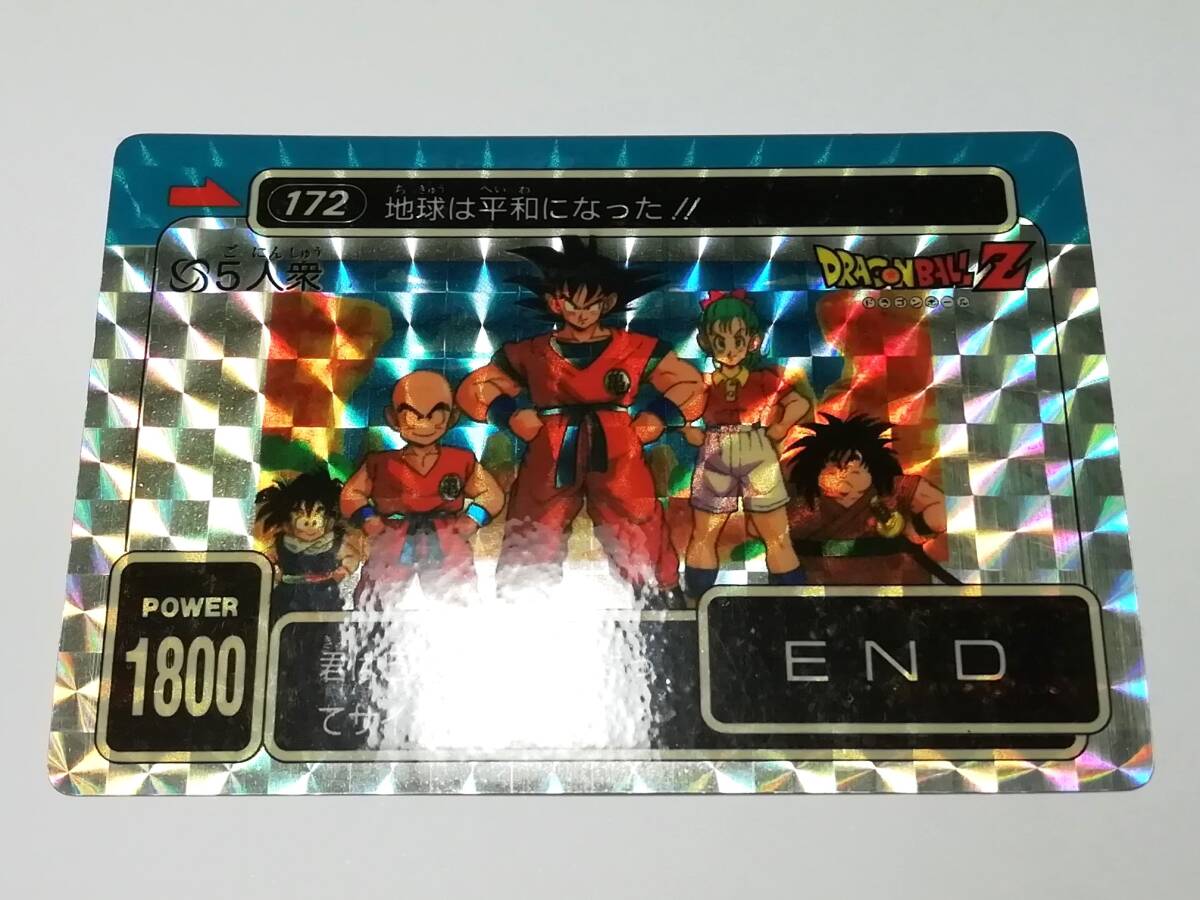 172 地球は平和になった!!
ち きゅう へい わ
ご にん しゅう
5人衆
DRAGON BALL Z
ドラゴンボール
POWER
1800
君は
てサイ
END